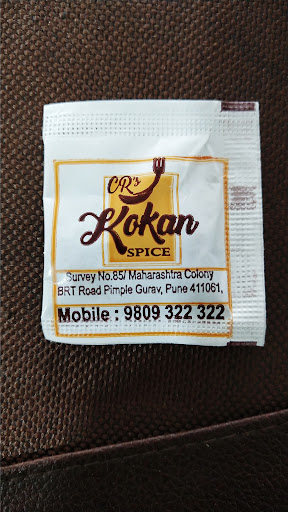 CR's
Kokan
SPICE
Survey No.85/ Maharashtra Colony
BRT Road Pimple Gurav, Pune 411061,
Mobile : 9809 322 322